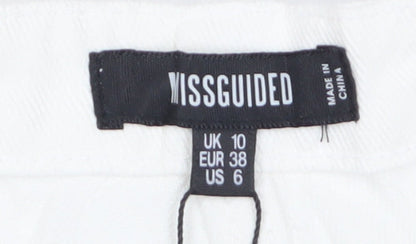 MISSGUIDED
MADE IN
CHINA
UK 10
EUR 38
US 6